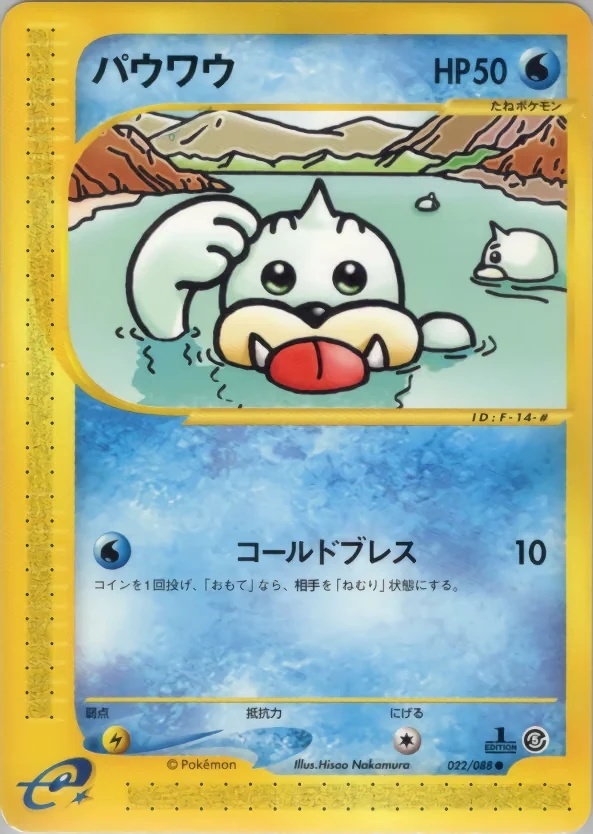 パウワウ
HP50
たねポケモン
ID:F-14-#
コールドブレス 10
コインを1回投げ、「おもて」なら、相手を「ねむり」状態にする。
弱点 抵抗力 にげる
1 EDITION
© Pokémon Illus.Hisao Nakamura 022/088 ●